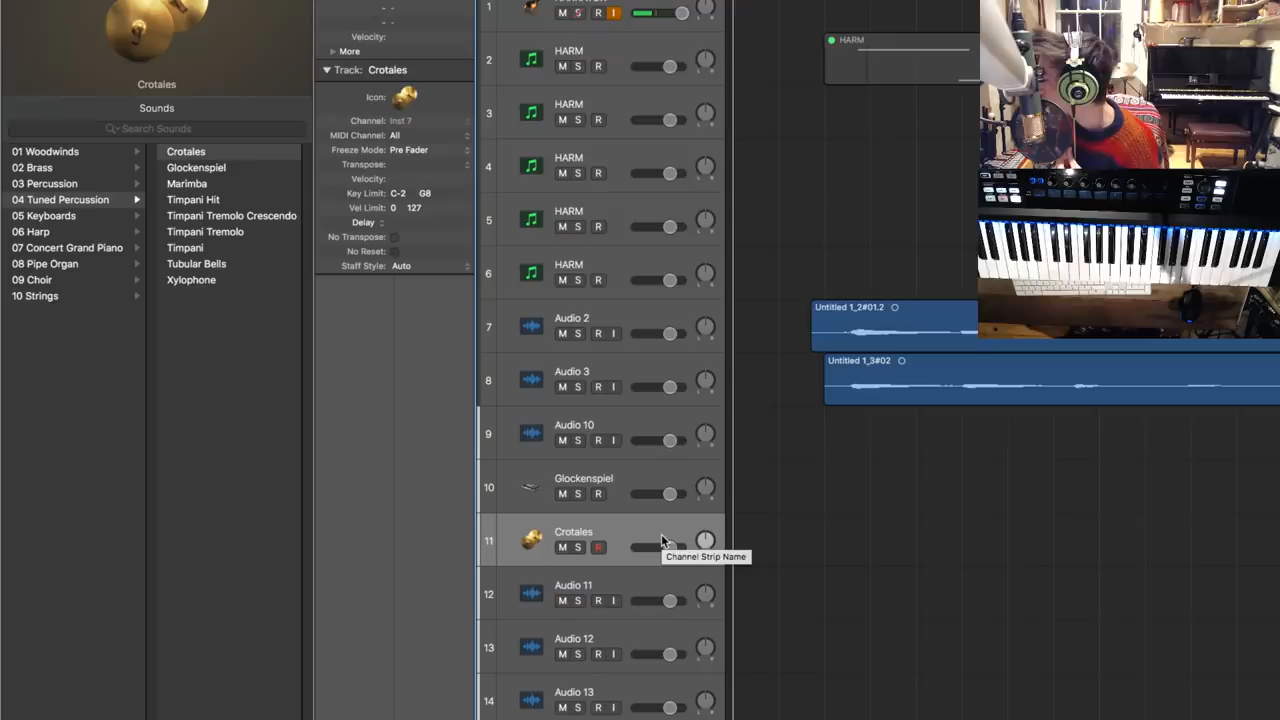 Crotales
Sounds
Search Sounds
01 Woodwinds
02 Brass
03 Percussion
04 Tuned Percussion
05 Keyboards
06 Harp
07 Concert Grand Piano
08 Pipe Organ
09 Choir
10 Strings
Crotales
Glockenspiel
Marimba
Timpani Hit
Timpani Tremolo Crescendo
Timpani Tremolo
Timpani
Tubular Bells
Xylophone
Velocity:
More
Track: Crotales
Icon:
Channel: Inst 7
MIDI Channel: All
Freeze Mode: Pre Fader
Transpose:
Velocity:
Key Limit: C-2 G8
Vel Limit: 0 127
Delay
No Transpose:
No Reset:
Staff Style: Auto
1
M S R I
2
HARM
M S R
3
HARM
M S R
4
HARM
M S R
5
HARM
M S R
6
HARM
M S R
7
Audio 2
M S R I
8
Audio 3
M S R I
9
Audio 10
M S R I
10
Glockenspiel
M S R
11
Crotales
M S R
Channel Strip Name
12
Audio 11
M S R I
13
Audio 12
M S R I
14
Audio 13
M S R I
HARM
Untitled 1_2#01.2
Untitled 1_3#02